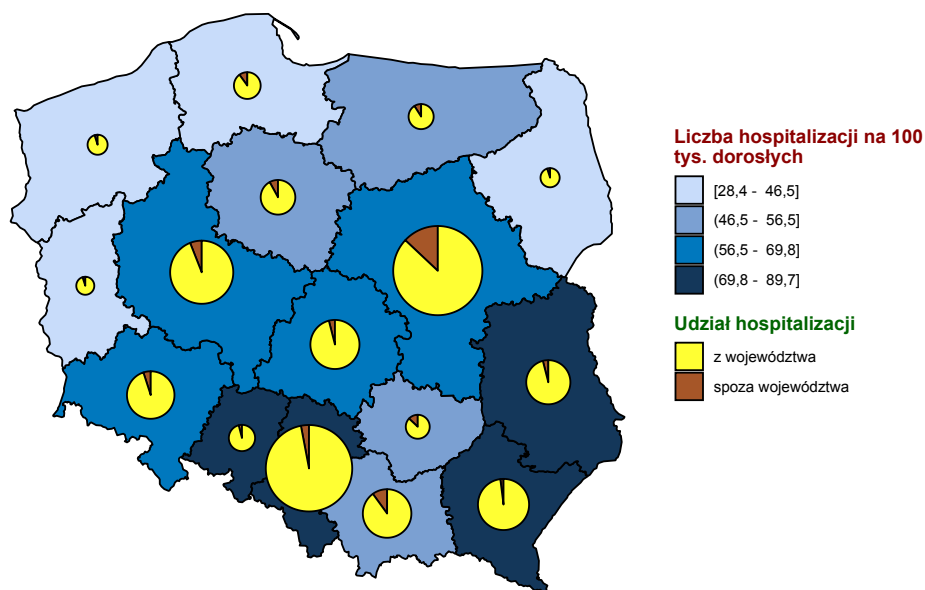 Liczba hospitalizacji na 100
tys. dorosłych
[28,4 - 46,5]
(46,5 - 56,5]
(56,5 - 69,8]
(69,8 - 89,7]
Udział hospitalizacji
z województwa
spoza województwa